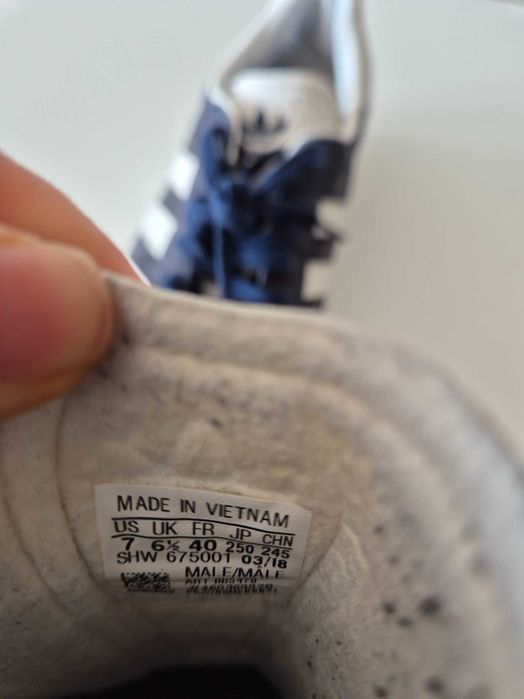 MADE IN VIETNAM
US UK FR JP CHN
7 6½ 40 250 245
SHW 675001 03/18
MALE/MÂLE